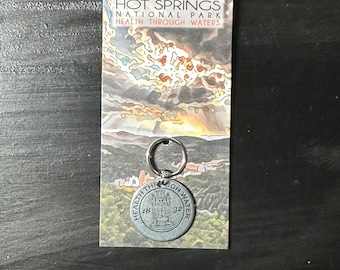 HOT SPRINGS
NATIONAL PARK
HEALTH THROUGH WATERS
HEALTH THROUGH WATER
18 32